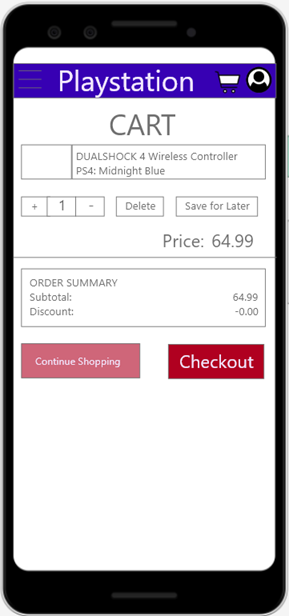 Playstation
CART
DUALSHOCK 4 Wireless Controller
PS4: Midnight Blue
+ 1 - Delete Save for Later
Price: 64.99
ORDER SUMMARY
Subtotal: 64.99
Discount: -0.00
Continue Shopping Checkout